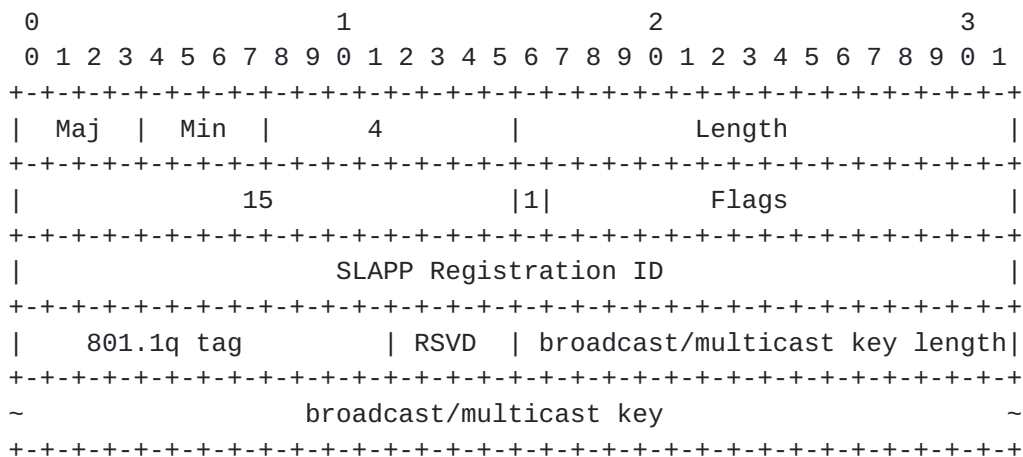 0                   1                   2                   3
 0 1 2 3 4 5 6 7 8 9 0 1 2 3 4 5 6 7 8 9 0 1 2 3 4 5 6 7 8 9 0 1
+-+-+-+-+-+-+-+-+-+-+-+-+-+-+-+-+-+-+-+-+-+-+-+-+-+-+-+-+-+-+-+-+
|  Maj  |  Min  |      4        |           Length              |
+-+-+-+-+-+-+-+-+-+-+-+-+-+-+-+-+-+-+-+-+-+-+-+-+-+-+-+-+-+-+-+-+
|              15               |1|          Flags              |
+-+-+-+-+-+-+-+-+-+-+-+-+-+-+-+-+-+-+-+-+-+-+-+-+-+-+-+-+-+-+-+-+
|                    SLAPP Registration ID                      |
+-+-+-+-+-+-+-+-+-+-+-+-+-+-+-+-+-+-+-+-+-+-+-+-+-+-+-+-+-+-+-+-+
|    801.1q tag         | RSVD  | broadcast/multicast key length|
+-+-+-+-+-+-+-+-+-+-+-+-+-+-+-+-+-+-+-+-+-+-+-+-+-+-+-+-+-+-+-+-+
~                  broadcast/multicast key                      ~
+-+-+-+-+-+-+-+-+-+-+-+-+-+-+-+-+-+-+-+-+-+-+-+-+-+-+-+-+-+-+-+-+